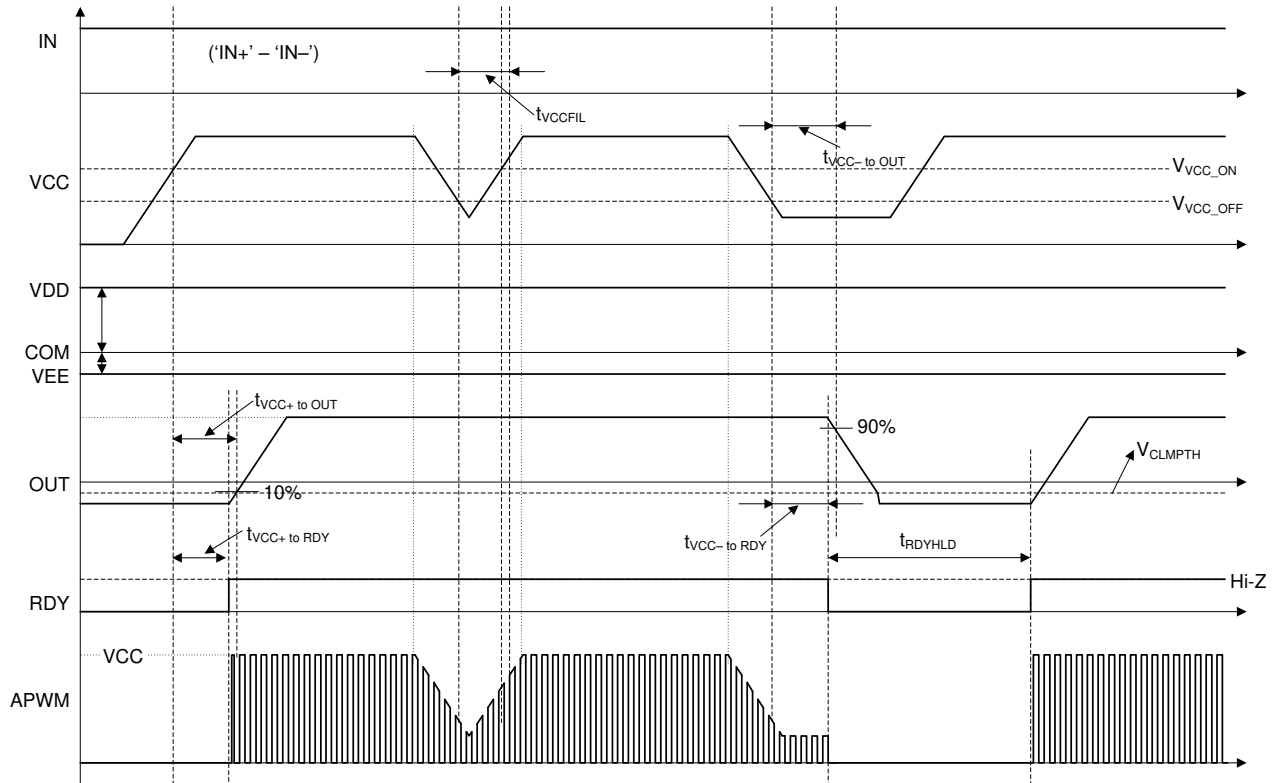 IN
('IN+' – 'IN–')
tVCCFIL
tVCC– to OUT
VVCC_ON
VCC
VVCC_OFF
VDD
COM
VEE
tVCC+ to OUT
90%
VCLMPTH
OUT
10%
tVCC+ to RDY
tVCC– to RDY
tRDYHLD
Hi-Z
RDY
VCC
APWM